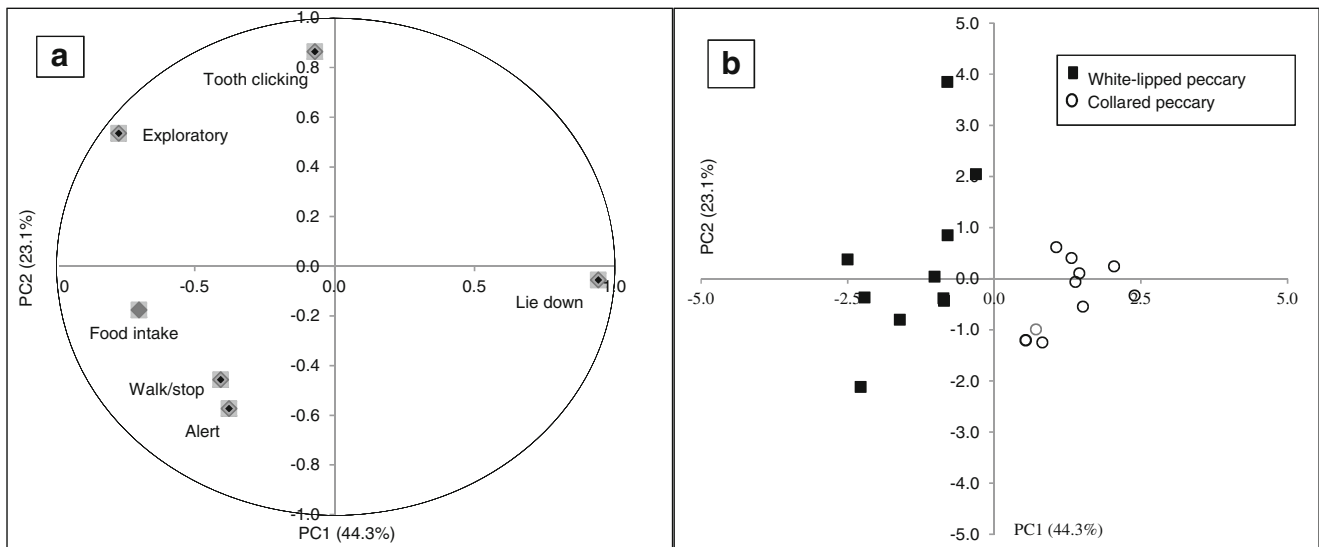 a
1.0
0.8
0.6
0.4
0.2
0.0
-0.2
-0.4
-0.6
-0.8
-1.0
.0
-0.5
0.0
0.5
1.0
Tooth clicking
Exploratory
Lie down
Food intake
Walk/stop
Alert
PC2 (23.1%)
PC1 (44.3%)
b
5.0
4.0
3.0
2.0
1.0
0.0
-1.0
-2.0
-3.0
-4.0
-5.0
-5.0
-2.5
0.0
2.5
5.0
White-lipped peccary
Collared peccary
PC2 (23.1%)
PC1 (44.3%)